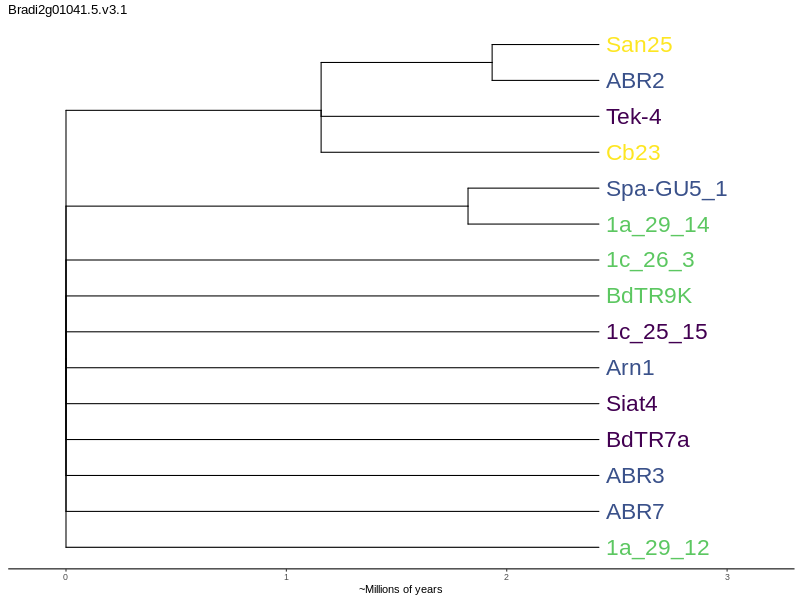 Bradi2g01041.5.v3.1
San25
ABR2
Tek-4
Cb23
Spa-GU5_1
1a_29_14
1c_26_3
BdTR9K
1c_25_15
Arn1
Siat4
BdTR7a
ABR3
ABR7
1a_29_12
0 1 2 3
~Millions of years